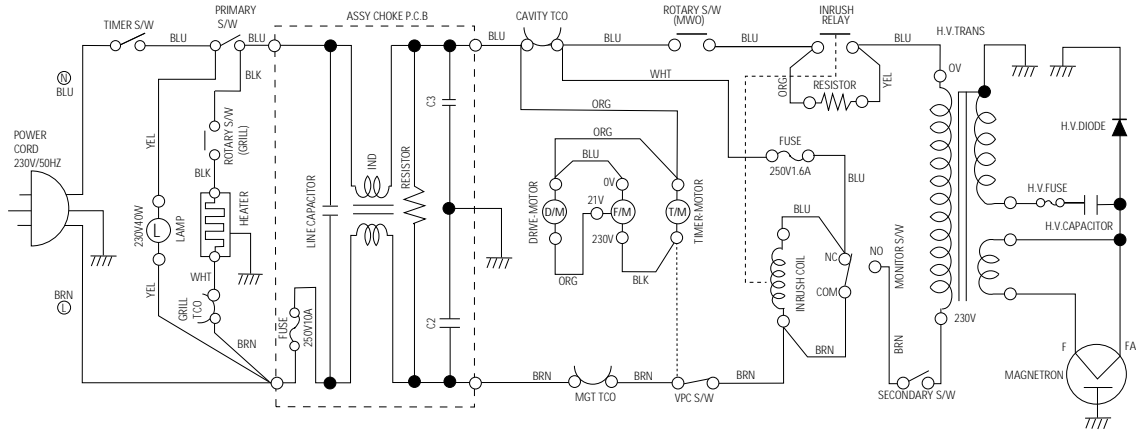 ASSY CHOKE P.C.B
TIMER S/W
PRIMARY
S/W
CAVITY TCO
ROTARY S/W
(MWO)
INRUSH
RELAY
H.V.TRANS
BLU
BLU
BLU
BLU
BLU
BLU
0V
N
BLU
BLK
WHT
ORG
YEL
RESISTOR
POWER
CORD
230V/50HZ
YEL
ROTARY S/W
(GRILL)
C3
ORG
ORG
H.V.DIODE
IND
RESISTOR
FUSE
250V1.6A
BLK
BLU
BLU
0V
21V
H.V.FUSE
H.V.CAPACITOR
230V40W
L
LAMP
HEATER
LINE CAPACITOR
DRIVE-MOTOR
D/M
F/M
T/M
TIMER-MOTOR
230V
BLU
NC
NO
MONITOR S/W
INRUSH COIL
COM
ORG
BLK
WHT
YEL
BRN
L
GRILL
TCO
FUSE
250V10A
C2
230V
BRN
BRN
BRN
BRN
BRN
BRN
BRN
MGT TCO
VPC S/W
SECONDARY S/W
F
FA
MAGNETRON